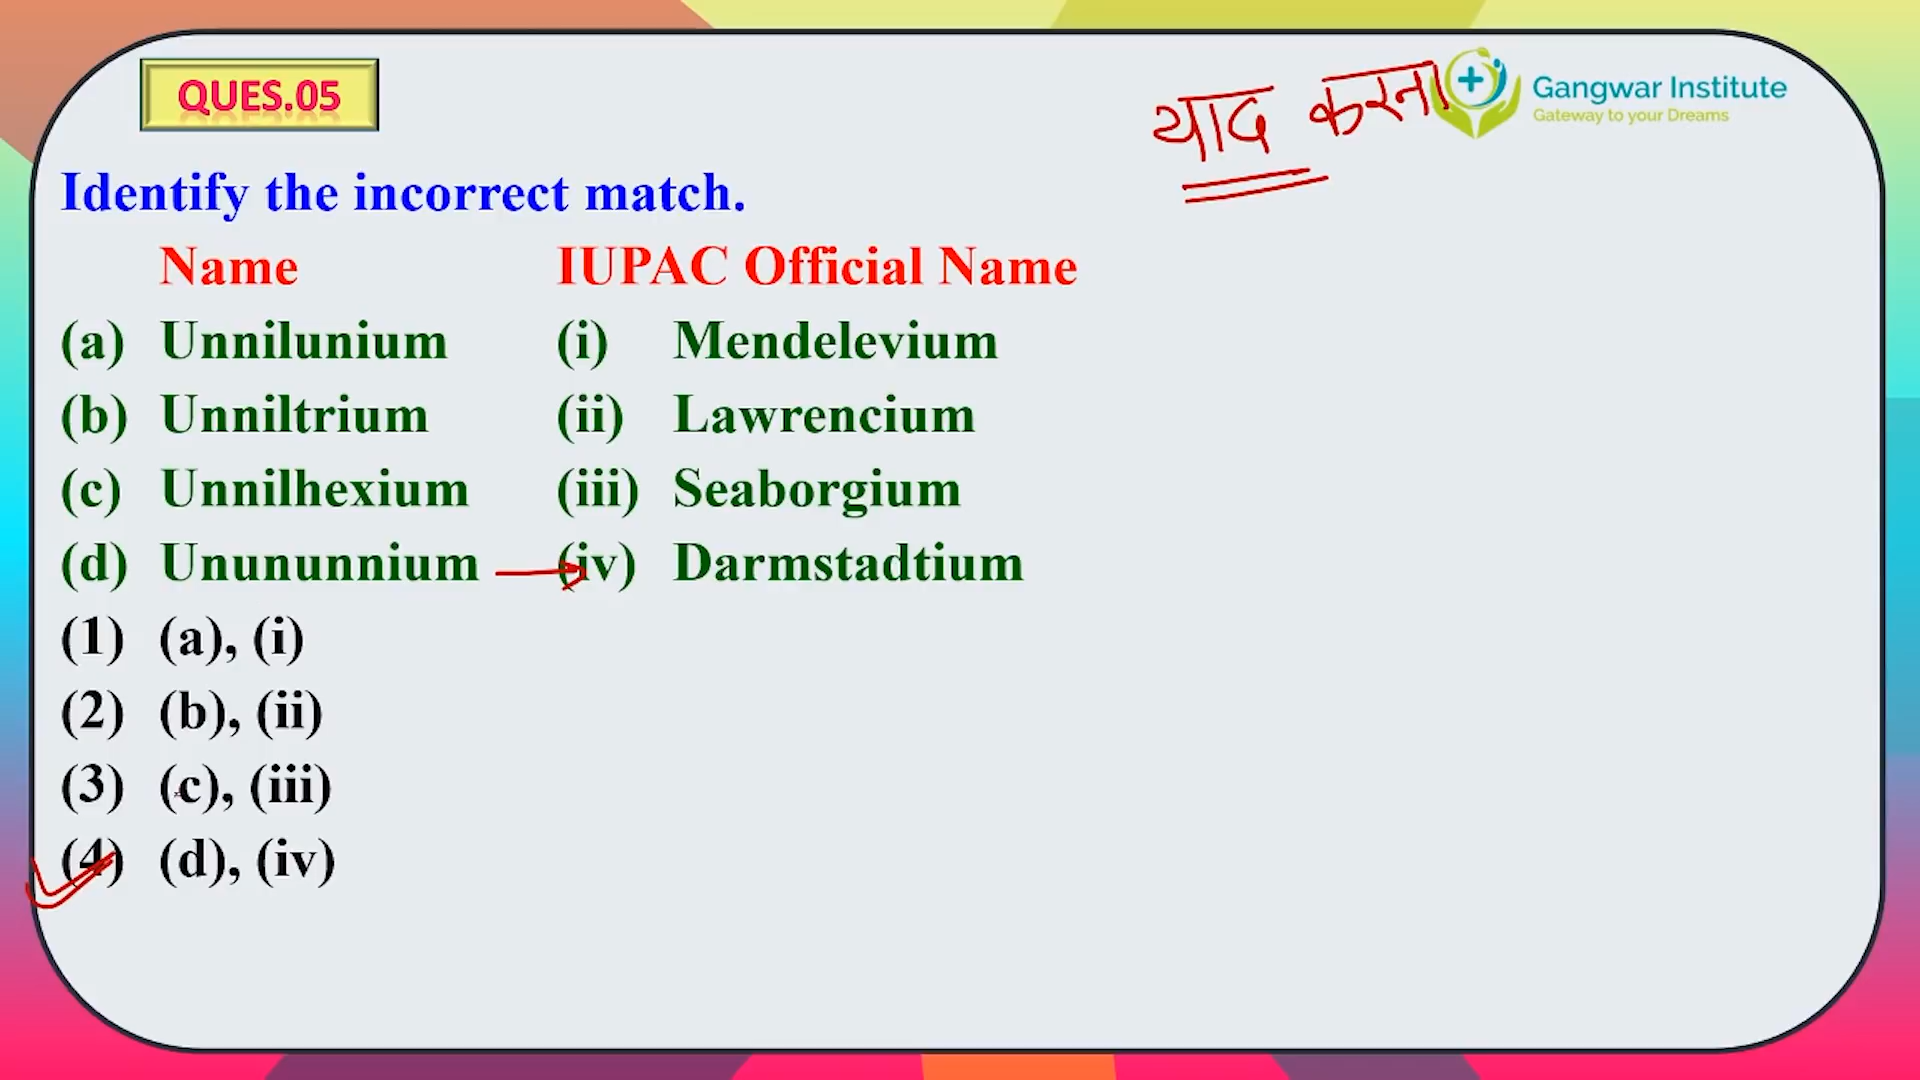 QUES.05
याद करना
Gangwar Institute
Gateway to your Dreams
Identify the incorrect match.
Name IUPAC Official Name
(a) Unnilunium (i) Mendelevium
(b) Unniltrium (ii) Lawrencium
(c) Unnilhexium (iii) Seaborgium
(d) Unununnium (iv) Darmstadtium
(1) (a), (i)
(2) (b), (ii)
(3) (c), (iii)
(4) (d), (iv)